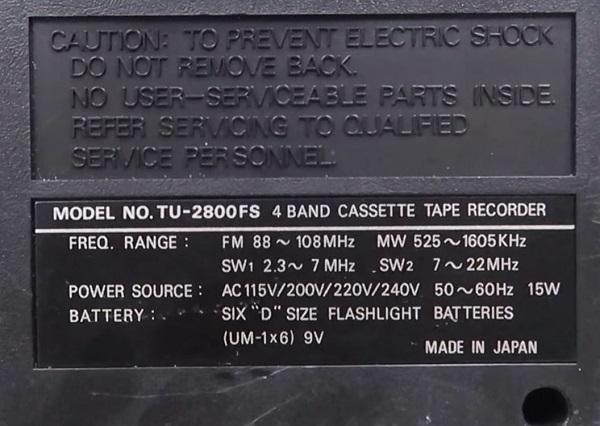 CAUTION: TO PREVENT ELECTRIC SHOCK
DO NOT REMOVE BACK.
NO USER-SERVICEABLE PARTS INSIDE.
REFER SERVICING TO QUALIFIED
SERVICE PERSONNEL.
MODEL NO. TU-2800FS 4 BAND CASSETTE TAPE RECORDER
FREQ. RANGE : FM 88~108MHz MW 525~1605KHz
SW1 2.3~7MHz SW2 7~22MHz
POWER SOURCE : AC115V/200V/220V/240V 50~60Hz 15W
BATTERY : SIX "D" SIZE FLASHLIGHT BATTERIES
(UM-1x6) 9V
MADE IN JAPAN